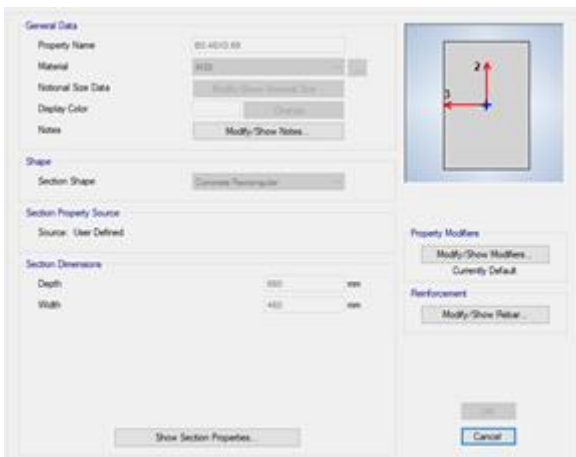 General Data
Property Name
Material
Notional Size Data
Display Color Change
Notes Modify/Show Notes...
Shape
Section Shape Concrete Rectangular
Section Property Source
Source: User Defined
Section Dimensions
Depth mm
Width mm
Show Section Properties...
2
3
Property Modifiers
Modify/Show Modifiers...
Currently Default
Reinforcement
Modify/Show Rebar...
OK
Cancel